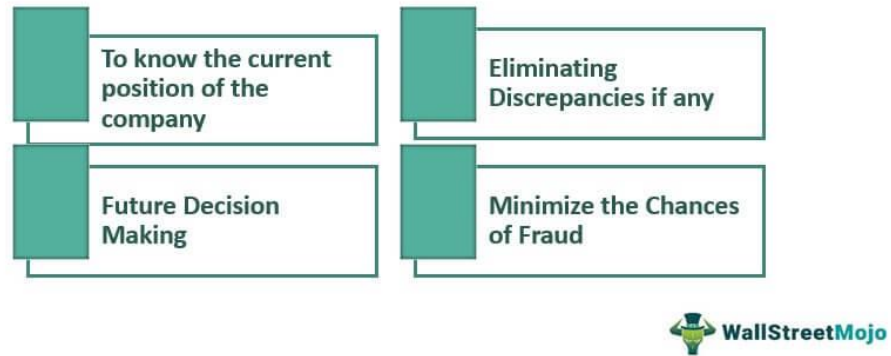 To know the current
position of the
company
Eliminating
Discrepancies if any
Future Decision
Making
Minimize the Chances
of Fraud
WallStreetMojo